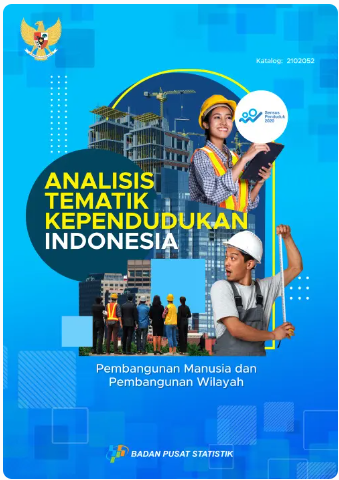 Katalog: 2102052
Sensus
Penduduk
2020
ANALISIS
TEMATIK
KEPENDUDUKAN
INDONESIA
Pembangunan Manusia dan
Pembangunan Wilayah
BADAN PUSAT STATISTIK